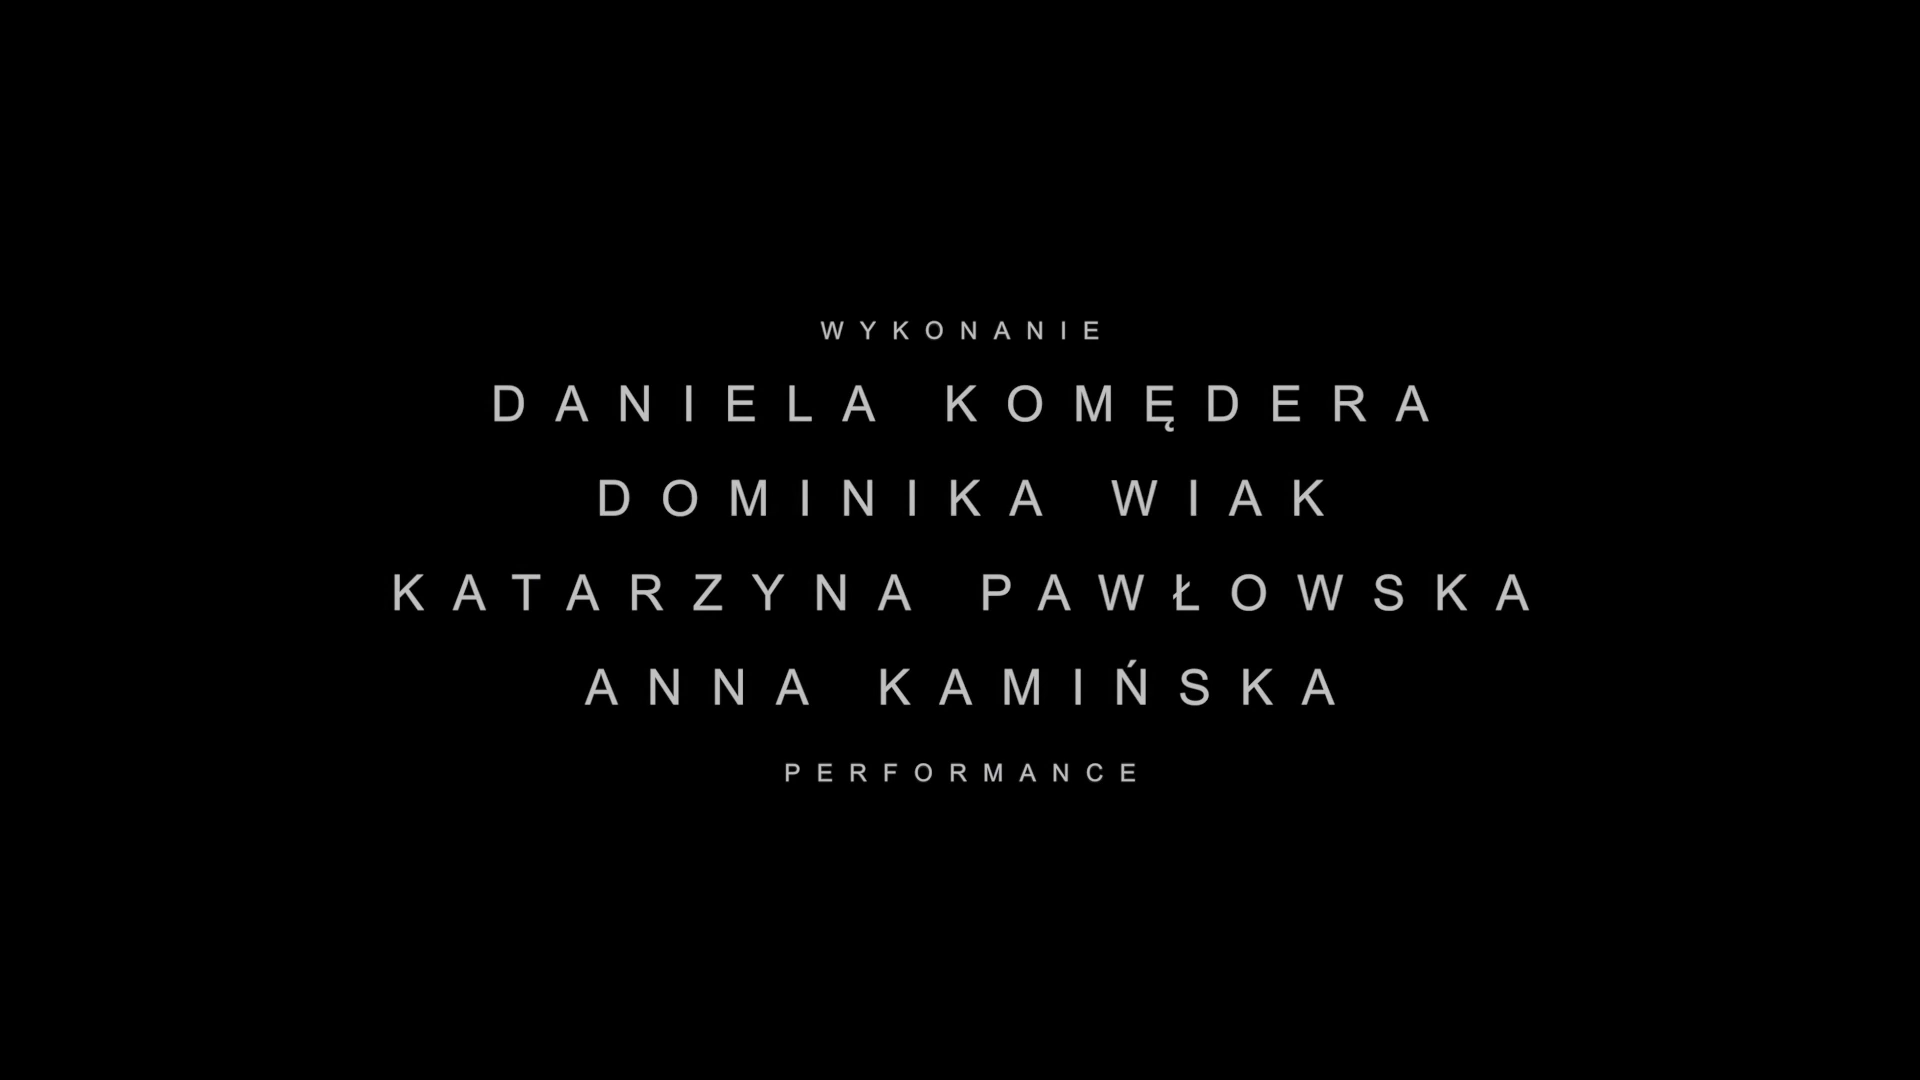 WYKONANIE
DANIELA KOMĘDERA
DOMINIKA WIAK
KATARZYNA PAWŁOWSKA
ANNA KAMIŃSKA
PERFORMANCE